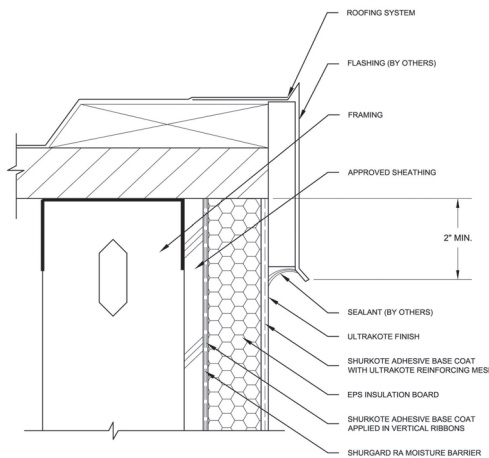 ROOFING SYSTEM
FLASHING (BY OTHERS)
FRAMING
APPROVED SHEATHING
2" MIN.
SEALANT (BY OTHERS)
ULTRAKOTE FINISH
SHURKOTE ADHESIVE BASE COAT
WITH ULTRAKOTE REINFORCING MES
EPS INSULATION BOARD
SHURKOTE ADHESIVE BASE COAT
APPLIED IN VERTICAL RIBBONS
SHURGARD RA MOISTURE BARRIER